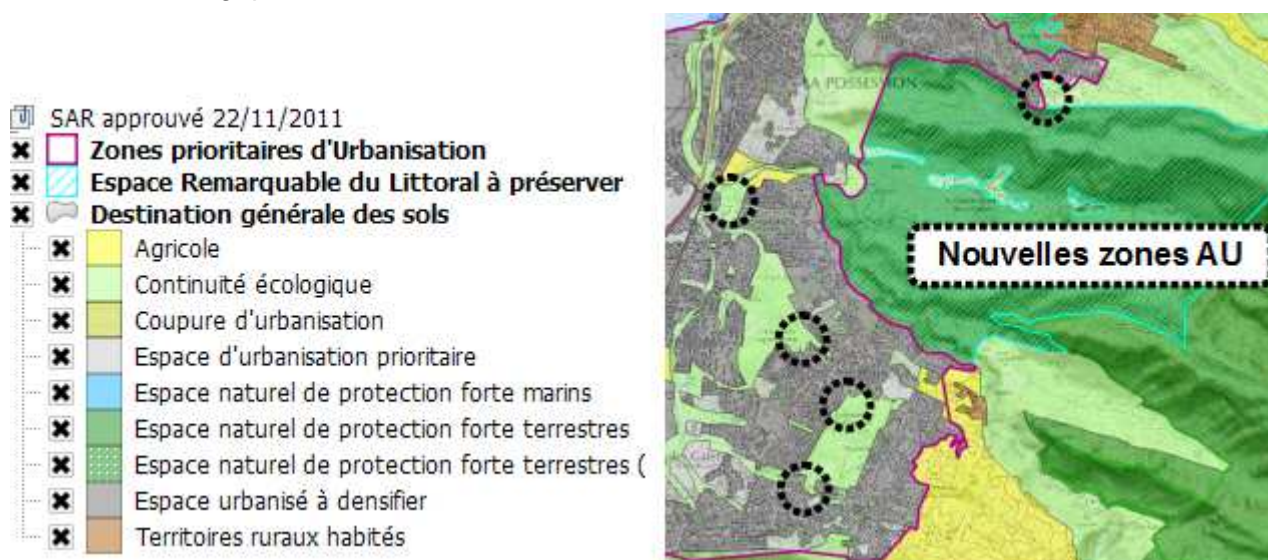 SAR approuvé 22/11/2011
Zones prioritaires d'Urbanisation
Espace Remarquable du Littoral à préserver
Destination générale des sols
Agricole
Continuité écologique
Coupure d'urbanisation
Espace d'urbanisation prioritaire
Espace naturel de protection forte marins
Espace naturel de protection forte terrestres
Espace naturel de protection forte terrestres (
Espace urbanisé à densifier
Territoires ruraux habités
LA POSSESSION
Nouvelles zones AU